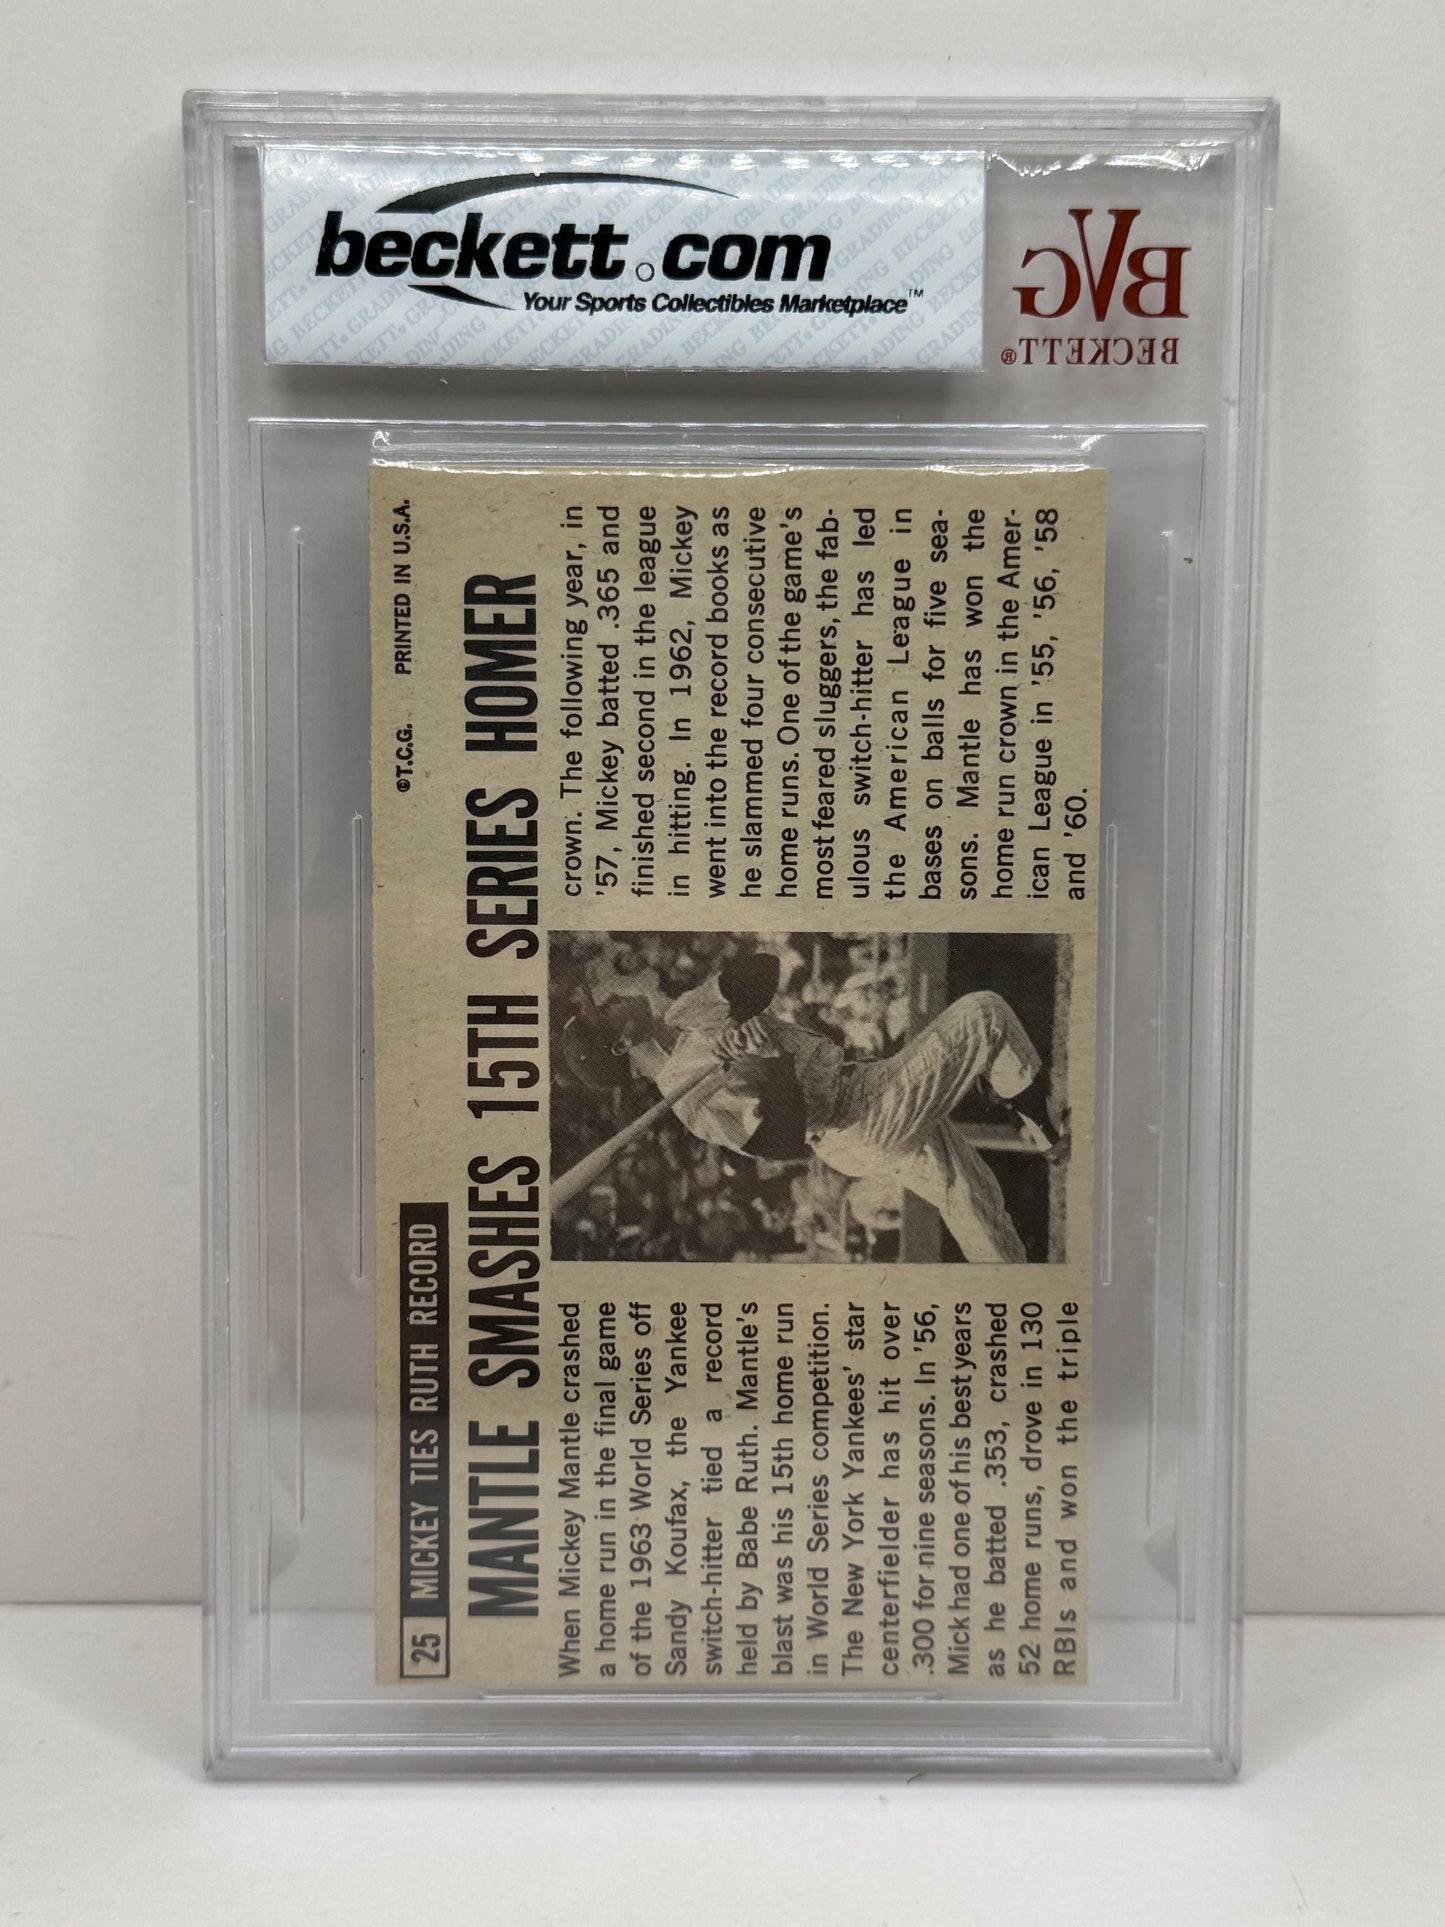 beckett.com
Your Sports Collectibles Marketplace™
BVG
BECKETT®
25 MICKEY TIES RUTH RECORD
©T.C.G. PRINTED IN U.S.A.
MANTLE SMASHES 15TH SERIES HOMER
When Mickey Mantle crashed
a home run in the final game
of the 1963 World Series off
Sandy Koufax, the Yankee
switch-hitter tied a record
held by Babe Ruth. Mantle's
blast was his 15th home run
in World Series competition.
The New York Yankees' star
centerfielder has hit over
.300 for nine seasons. In '56,
Mick had one of his best years
as he batted .353, crashed
52 home runs, drove in 130
RBIs and won the triple
crown. The following year, in
'57, Mickey batted .365 and
finished second in the league
in hitting. In 1962, Mickey
went into the record books as
he slammed four consecutive
home runs. One of the game's
most feared sluggers, the fab-
ulous switch-hitter has led
the American League in
bases on balls for five sea-
sons. Mantle has won the
home run crown in the Amer-
ican League in '55, '56, '58
and '60.